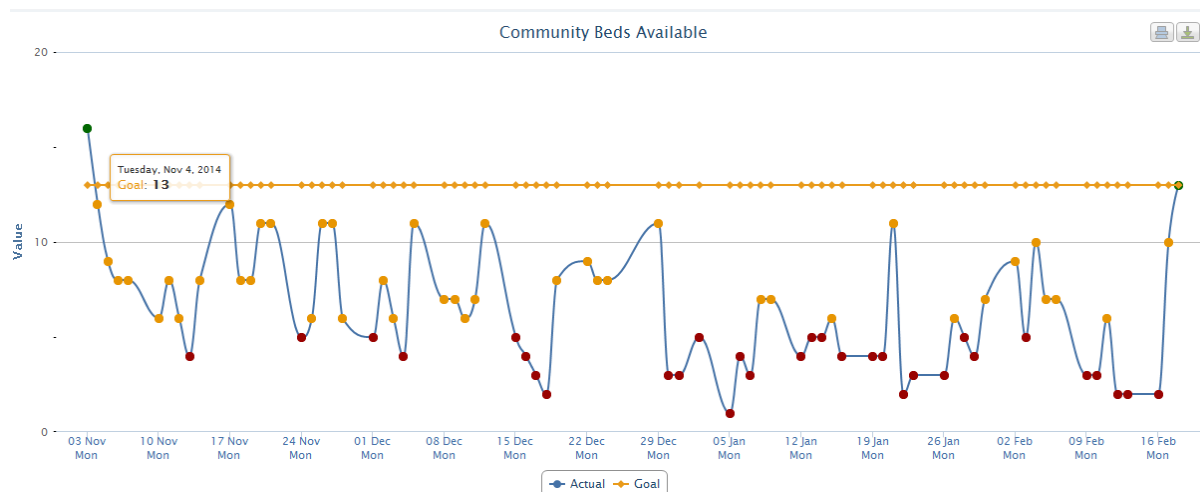 Community Beds Available
20
10
0
Value
Tuesday, Nov 4, 2014
Goal: 13
03 Nov
Mon
10 Nov
Mon
17 Nov
Mon
24 Nov
Mon
01 Dec
Mon
08 Dec
Mon
15 Dec
Mon
22 Dec
Mon
29 Dec
Mon
05 Jan
Mon
12 Jan
Mon
19 Jan
Mon
26 Jan
Mon
02 Feb
Mon
09 Feb
Mon
16 Feb
Mon
Actual
Goal